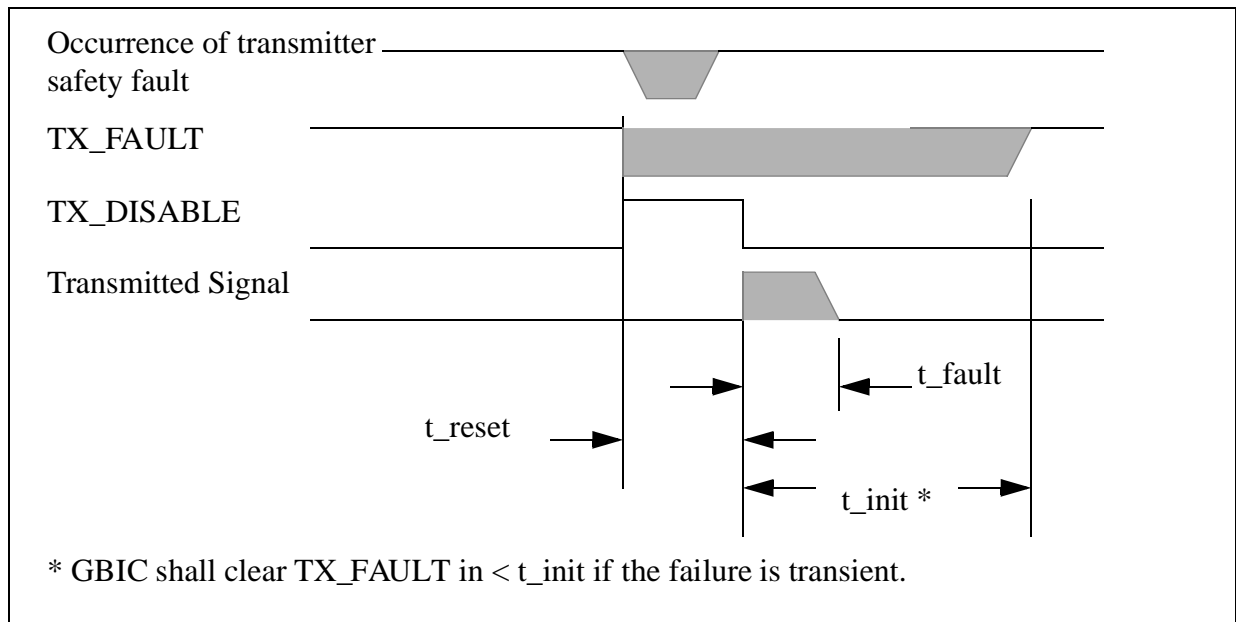 Occurrence of transmitter
safety fault
TX_FAULT
TX_DISABLE
Transmitted Signal
t_fault
t_reset
t_init *
* GBIC shall clear TX_FAULT in < t_init if the failure is transient.